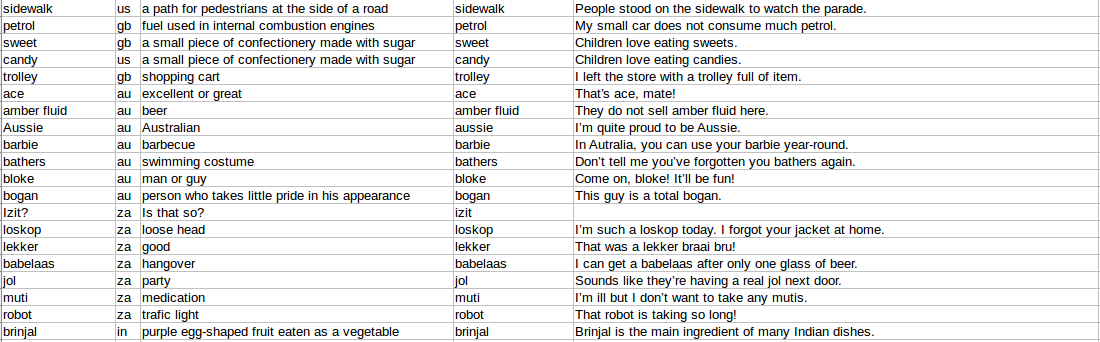 sidewalk us a path for pedestrians at the side of a road sidewalk People stood on the sidewalk to watch the parade.
petrol gb fuel used in internal combustion engines petrol My small car does not consume much petrol.
sweet gb a small piece of confectionery made with sugar sweet Children love eating sweets.
candy us a small piece of confectionery made with sugar candy Children love eating candies.
trolley gb shopping cart trolley I left the store with a trolley full of item.
ace au excellent or great ace That's ace, mate!
amber fluid au beer amber fluid They do not sell amber fluid here.
Aussie au Australian aussie I'm quite proud to be Aussie.
barbie au barbecue barbie In Autralia, you can use your barbie year-round.
bathers au swimming costume bathers Don't tell me you've forgotten you bathers again.
bloke au man or guy bloke Come on, bloke! It'll be fun!
bogan au person who takes little pride in his appearance bogan This guy is a total bogan.
Izit? za Is that so? izit
loskop za loose head loskop I'm such a loskop today. I forgot your jacket at home.
lekker za good lekker That was a lekker braai bru!
babelaas za hangover babelaas I can get a babelaas after only one glass of beer.
jol za party jol Sounds like they're having a real jol next door.
muti za medication muti I'm ill but I don't want to take any mutis.
robot za trafic light robot That robot is taking so long!
brinjal in purple egg-shaped fruit eaten as a vegetable brinjal Brinjal is the main ingredient of many Indian dishes.